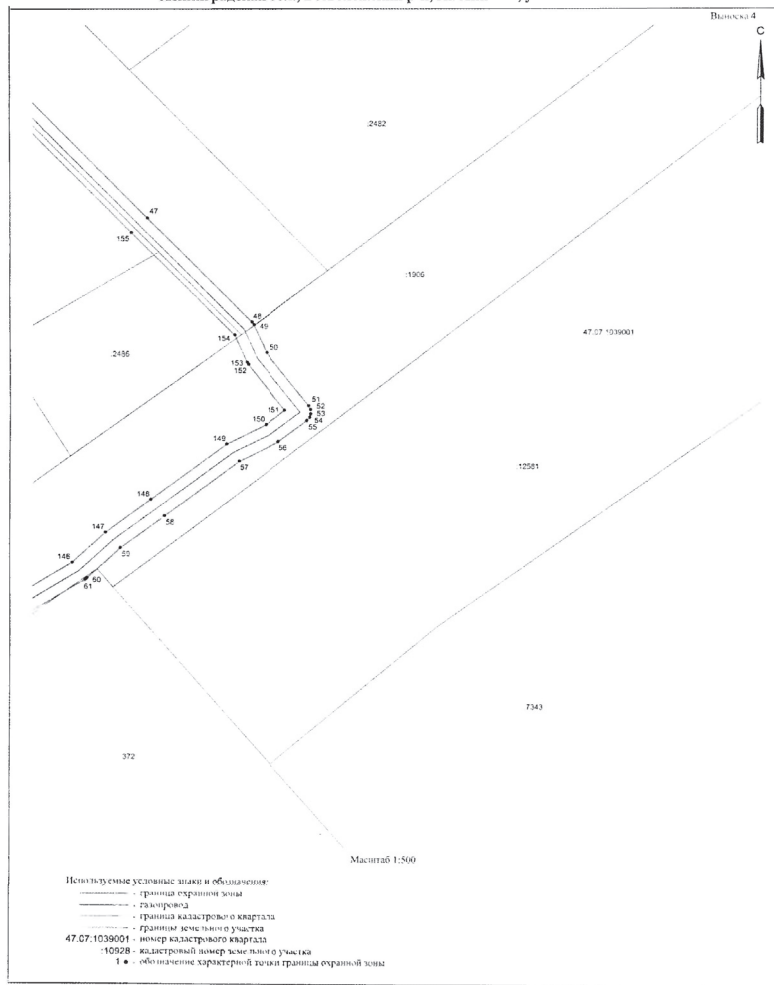 Выноска 4
С
:2482
47
155
:1906
48
49
47:07:1039001
154
50
:2486
153
152
51
52
151
53
54
150
55
149
56
57
:12581
148
58
147
59
146
60
61
7343
372
Масштаб 1:500
Используемые условные знаки и обозначения:
- граница охранной зоны
- газопровод
- граница кадастрового квартала
- границы земельного участка
47.07:1039001 - номер кадастрового квартала
:10928 - кадастровый номер земельного участка
1 ● - обозначение характерной точки границы охранной зоны